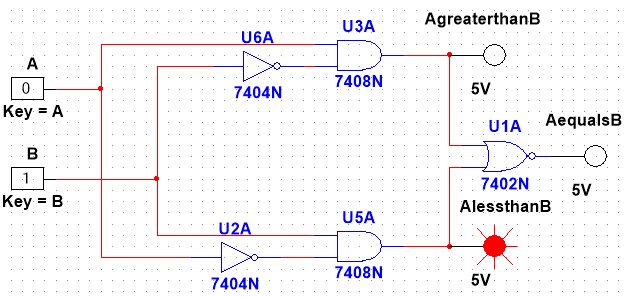 A
0
Key = A
B
1
Key = B
U6A
7404N
U3A
7408N
AgreaterthanB
5V
U1A
7402N
AequalsB
5V
U2A
7404N
U5A
7408N
AlessthanB
5V